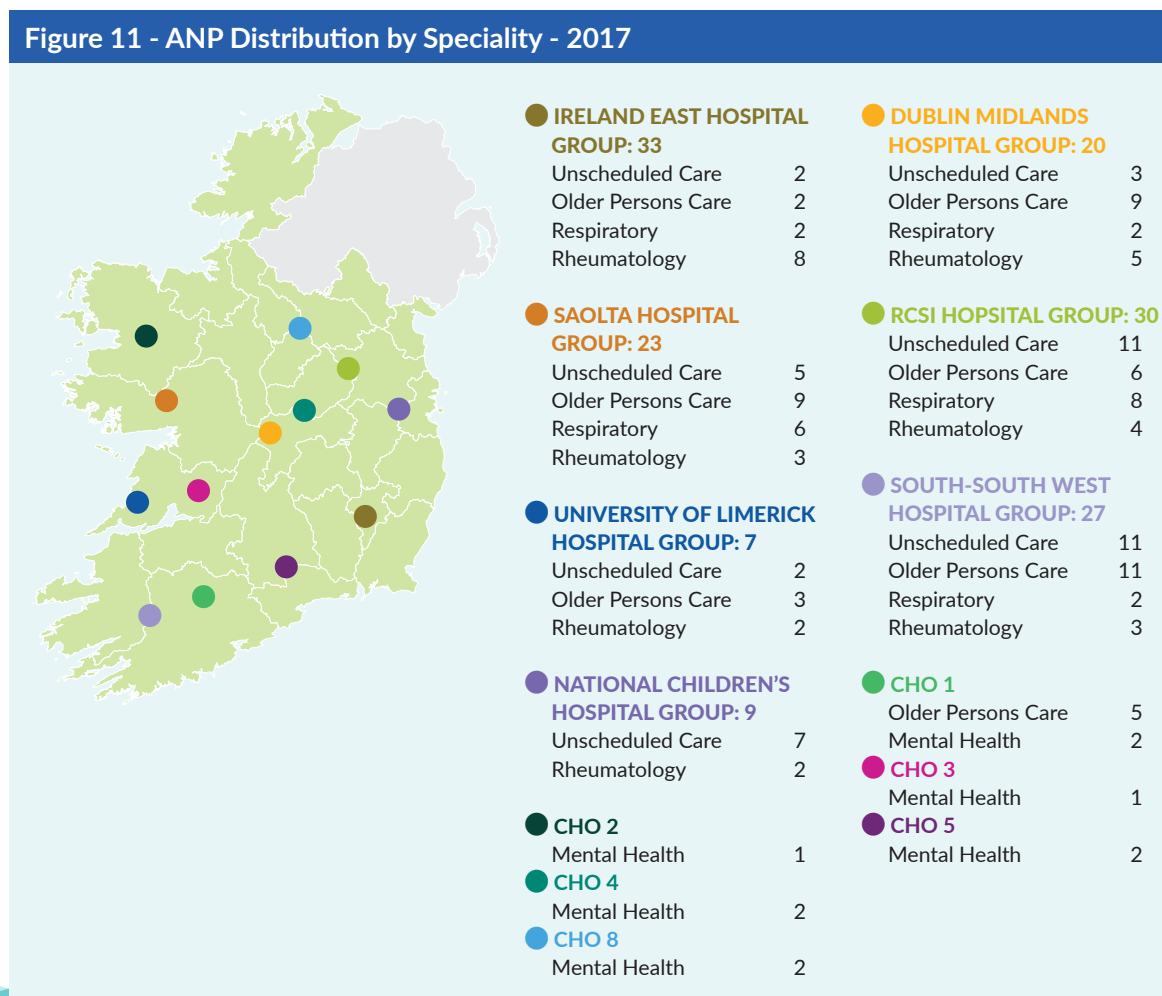 Figure 11 - ANP Distribution by Speciality - 2017
IRELAND EAST HOSPITAL
GROUP: 33
Unscheduled Care 2
Older Persons Care 2
Respiratory 2
Rheumatology 8
SAOLTA HOSPITAL
GROUP: 23
Unscheduled Care 5
Older Persons Care 9
Respiratory 6
Rheumatology 3
UNIVERSITY OF LIMERICK
HOSPITAL GROUP: 7
Unscheduled Care 2
Older Persons Care 3
Rheumatology 2
NATIONAL CHILDREN'S
HOSPITAL GROUP: 9
Unscheduled Care 7
Rheumatology 2
CHO 2
Mental Health 1
CHO 4
Mental Health 2
CHO 8
Mental Health 2
DUBLIN MIDLANDS
HOSPITAL GROUP: 20
Unscheduled Care 3
Older Persons Care 9
Respiratory 2
Rheumatology 5
RCSI HOPSITAL GROUP: 30
Unscheduled Care 11
Older Persons Care 6
Respiratory 8
Rheumatology 4
SOUTH-SOUTH WEST
HOSPITAL GROUP: 27
Unscheduled Care 11
Older Persons Care 11
Respiratory 2
Rheumatology 3
CHO 1
Older Persons Care 5
Mental Health 2
CHO 3
Mental Health 1
CHO 5
Mental Health 2